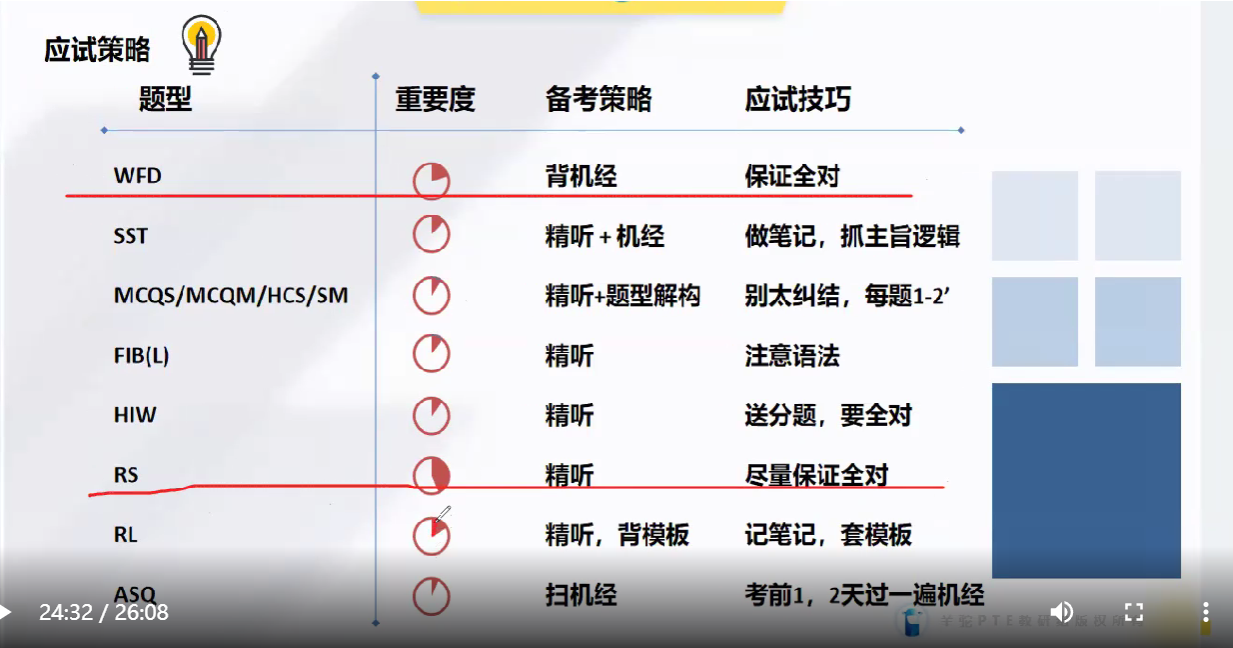 应试策略
题型 重要度 备考策略 应试技巧
WFD 背机经 保证全对
SST 精听+机经 做笔记，抓主旨逻辑
MCQS/MCQM/HCS/SM 精听+题型解构 别太纠结，每题1-2’
FIB(L) 精听 注意语法
HIW 精听 送分题，要全对
RS 精听 尽量保证全对
RL 精听，背模板 记笔记，套模板
ASQ 扫机经 考前1，2天过一遍机经
24:32 / 26:08